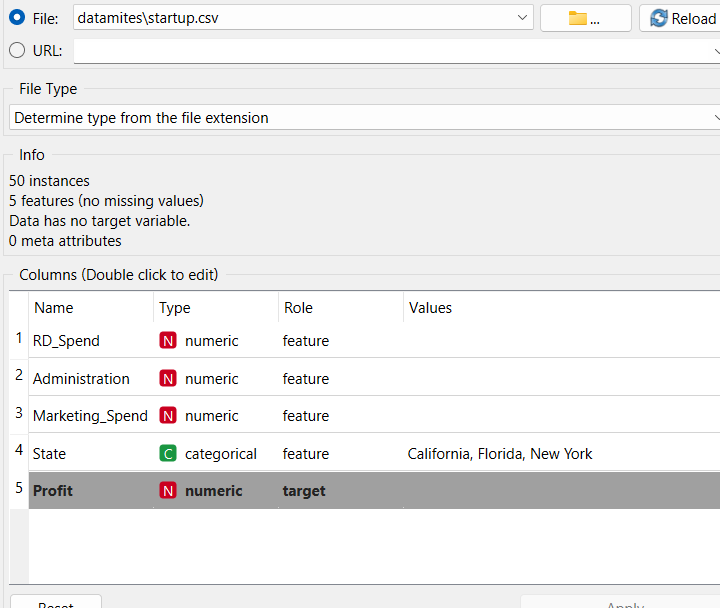 File: datamites\startup.csv ... Reload
URL:
File Type
Determine type from the file extension
Info
50 instances
5 features (no missing values)
Data has no target variable.
0 meta attributes
Columns (Double click to edit)
Name Type Role Values
1 RD_Spend N numeric feature
2 Administration N numeric feature
3 Marketing_Spend N numeric feature
4 State C categorical feature California, Florida, New York
5 Profit N numeric target
Reset Apply